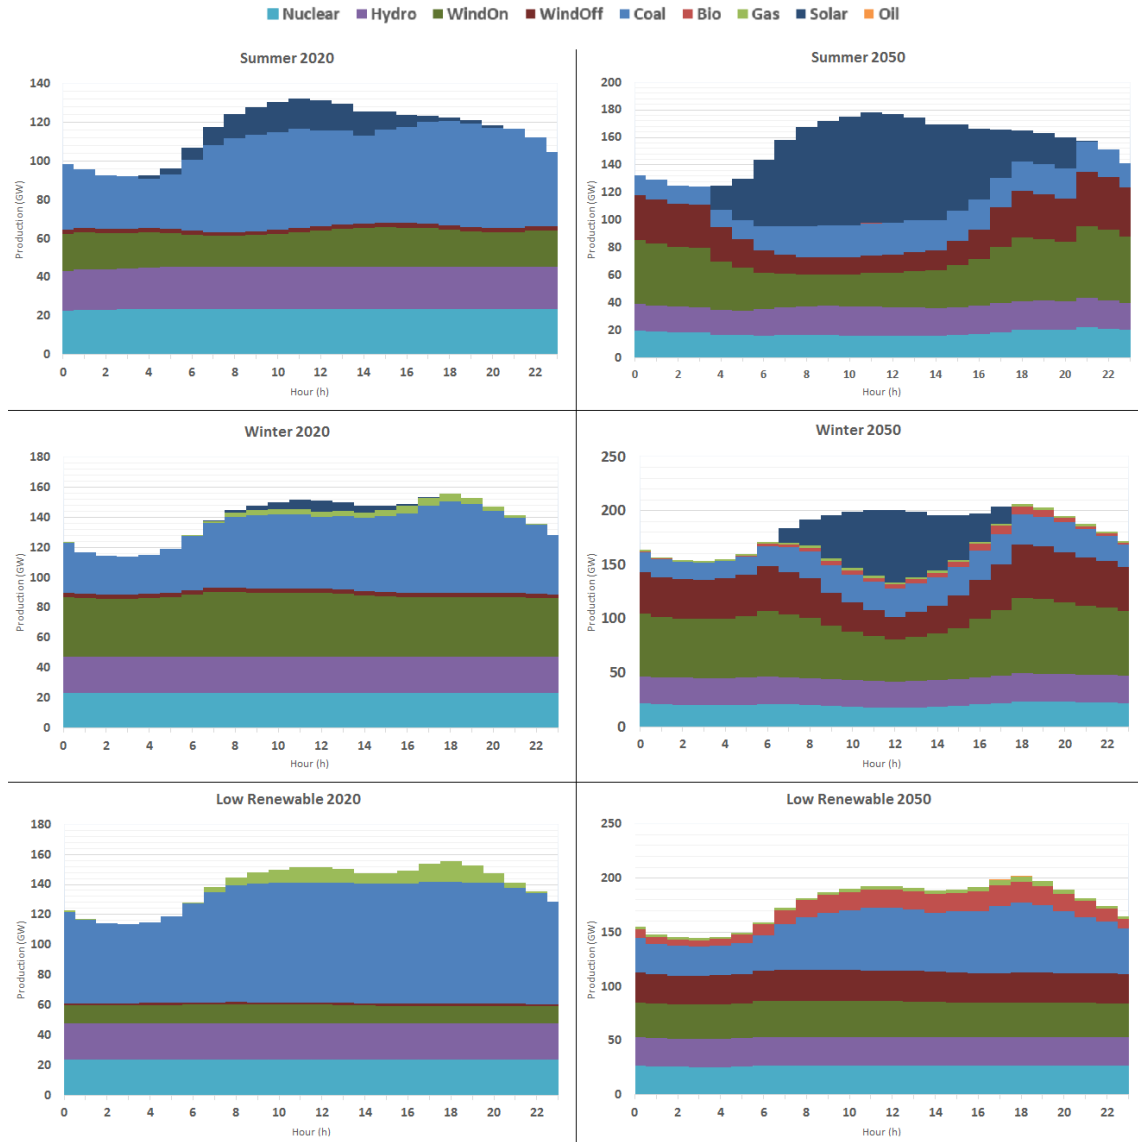 Nuclear Hydro WindOn WindOff Coal Bio Gas Solar Oil
Summer 2020
140
120
100
80
60
40
20
0
Production (GW)
0 2 4 6 8 10 12 14 16 18 20 22
Hour (h)
Summer 2050
200
180
160
140
120
100
80
60
40
20
0
Production (GW)
0 2 4 6 8 10 12 14 16 18 20 22
Hour (h)
Winter 2020
180
160
140
120
100
80
60
40
20
0
Production (GW)
0 2 4 6 8 10 12 14 16 18 20 22
Hour (h)
Winter 2050
250
200
150
100
50
0
Production (GW)
0 2 4 6 8 10 12 14 16 18 20 22
Hour (h)
Low Renewable 2020
180
160
140
120
100
80
60
40
20
0
Production (GW)
0 2 4 6 8 10 12 14 16 18 20 22
Hour (h)
Low Renewable 2050
250
200
150
100
50
0
Production (GW)
0 2 4 6 8 10 12 14 16 18 20 22
Hour (h)